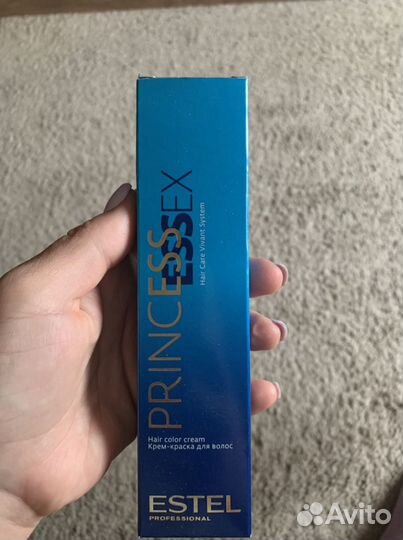 PRINCESS
ESSEX
Hair Care Vivant System
Hair color cream
Крем-краска для волос
ESTEL
PROFESSIONAL
Avito